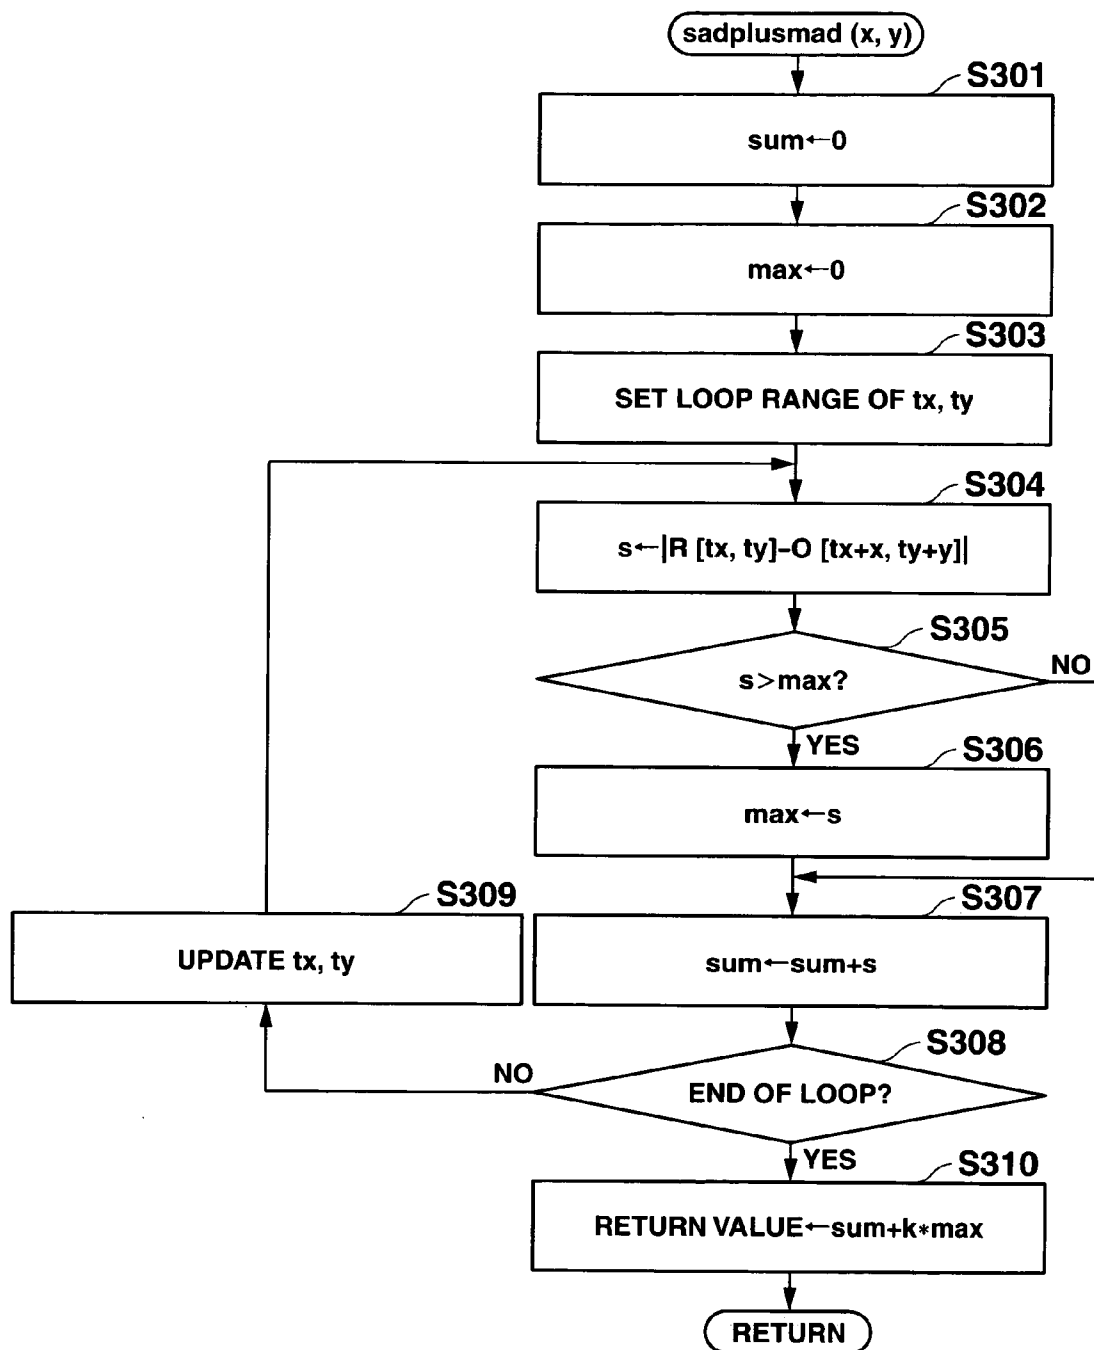 sadplusmad (x, y)
S301
sum←0
S302
max←0
S303
SET LOOP RANGE OF tx, ty
S304
s←|R [tx, ty]-O [tx+x, ty+y]|
S305
s>max?
NO
YES
S306
max←s
S309
S307
UPDATE tx, ty
sum←sum+s
S308
NO
END OF LOOP?
YES
S310
RETURN VALUE←sum+k*max
RETURN